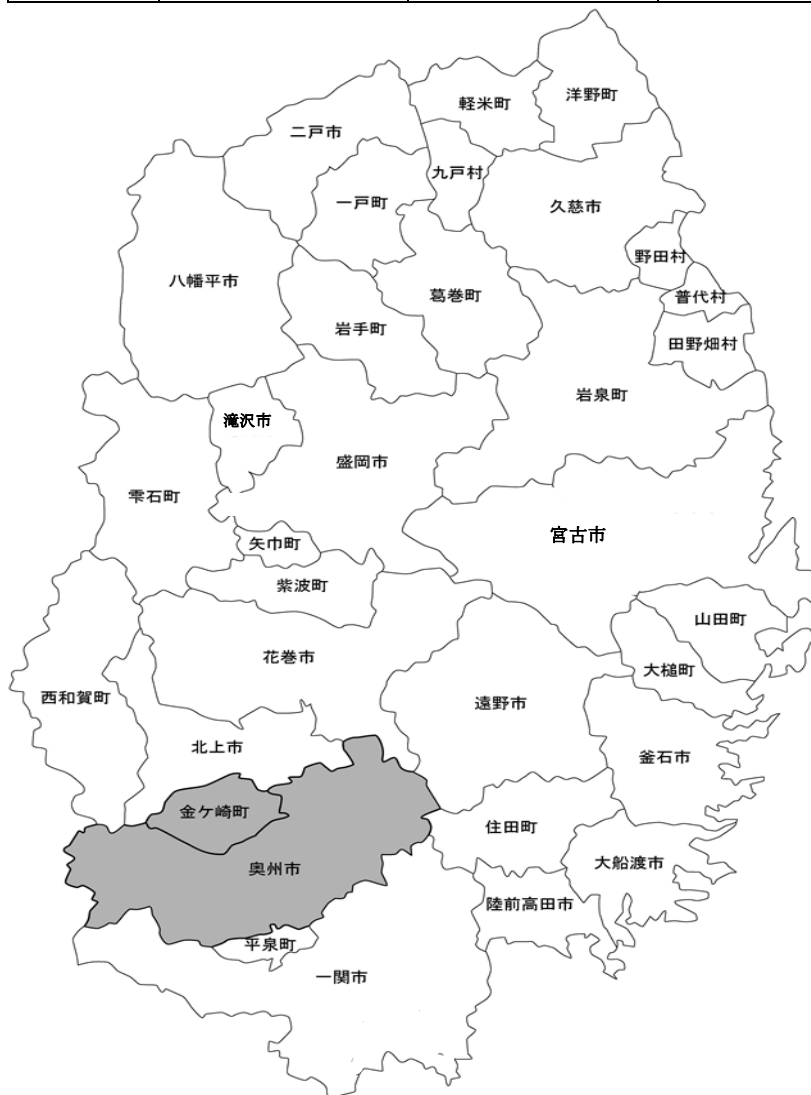 洋野町
軽米町
二戸市
九戸村
一戸町
久慈市
野田村
八幡平市
葛巻町
普代村
岩手町
田野畑村
岩泉町
滝沢市
盛岡市
雫石町
宮古市
矢巾町
紫波町
山田町
花巻市
大槌町
西和賀町
遠野市
北上市
釜石市
金ケ崎町
住田町
大船渡市
奥州市
陸前高田市
平泉町
一関市